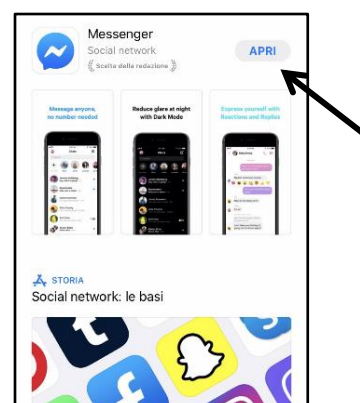 Messenger
Social network
Scelta della redazione
APRI
Message anyone,
no number needed
Reduce glare at night
with Dark Mode
Express yourself with
Reactions and Replies
STORIA
Social network: le basi